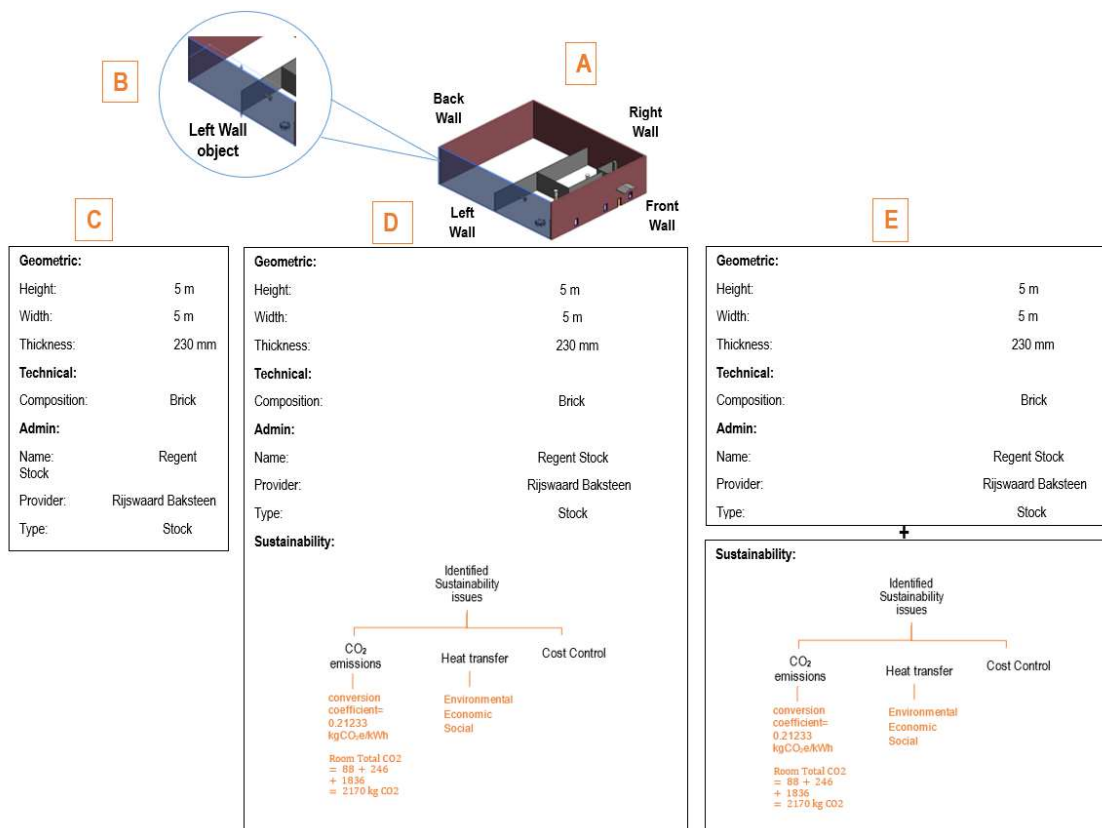 A
B
Back
Wall
Right
Wall
Left Wall
object
Left
Wall
Front
Wall
C
Geometric:
Height: 5 m
Width: 5 m
Thickness: 230 mm
Technical:
Composition: Brick
Admin:
Name: Regent
Stock
Provider: Rijswaard Baksteen
Type: Stock
D
Geometric:
Height: 5 m
Width: 5 m
Thickness: 230 mm
Technical:
Composition: Brick
Admin:
Name: Regent Stock
Provider: Rijswaard Baksteen
Type: Stock
Sustainability:
Identified
Sustainability
issues
CO₂
emissions
Heat transfer
Cost Control
conversion
coefficient=
0.21233
kgCO₂e/kWh
Room Total CO2
= 88 + 246
+ 1836
= 2170 kg CO2
Environmental
Economic
Social
E
Geometric:
Height: 5 m
Width: 5 m
Thickness: 230 mm
Technical:
Composition: Brick
Admin:
Name: Regent Stock
Provider: Rijswaard Baksteen
Type: Stock
+
Sustainability:
Identified
Sustainability
issues
CO₂
emissions
Heat transfer
Cost Control
conversion
coefficient=
0.21233
kgCO₂e/kWh
Room Total CO2
= 88 + 246
+ 1836
= 2170 kg CO2
Environmental
Economic
Social